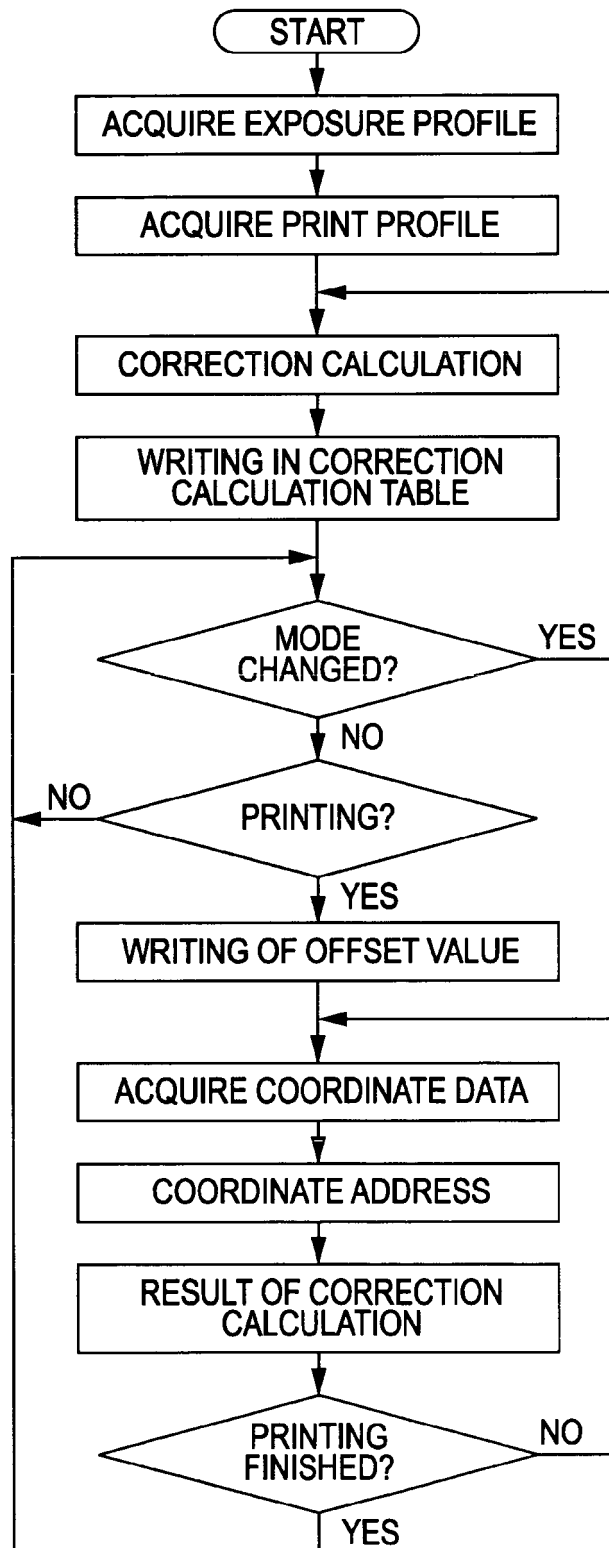 START
ACQUIRE EXPOSURE PROFILE
ACQUIRE PRINT PROFILE
CORRECTION CALCULATION
WRITING IN CORRECTION
CALCULATION TABLE
MODE
CHANGED?
YES
NO
PRINTING?
NO
YES
WRITING OF OFFSET VALUE
ACQUIRE COORDINATE DATA
COORDINATE ADDRESS
RESULT OF CORRECTION
CALCULATION
PRINTING
FINISHED?
NO
YES